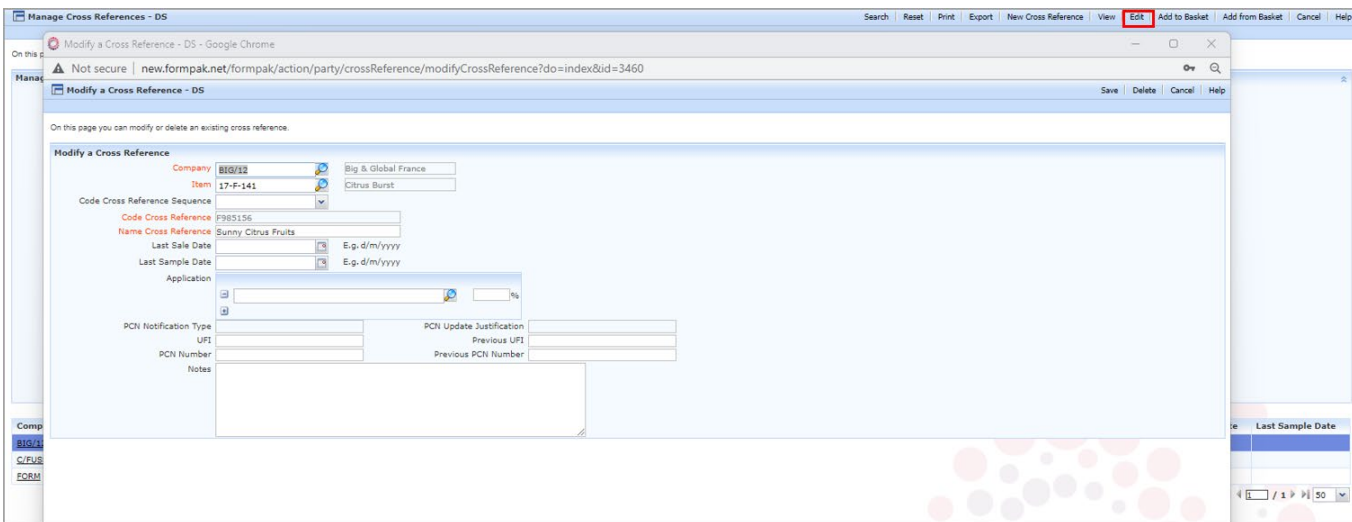 Manage Cross References - DS Search Reset Print Export New Cross Reference View Edit Add to Basket Add from Basket Cancel Help
Modify a Cross Reference - DS - Google Chrome
On this p
Not secure | new.formpak.net/formpak/action/party/crossReference/modifyCrossReference?do=index&id=3460
Manag
Modify a Cross Reference - DS Save Delete Cancel Help
On this page you can modify or delete an existing cross reference.
Modify a Cross Reference
Company BIG/12 Big & Global France
Item 17-F-141 Citrus Burst
Code Cross Reference Sequence
Code Cross Reference F985156
Name Cross Reference Sunny Citrus Fruits
Last Sale Date E.g. d/m/yyyy
Last Sample Date E.g. d/m/yyyy
Application
%
PCN Notification Type PCN Update Justification
UFI Previous UFI
PCN Number Previous PCN Number
Notes
Comp te Last Sample Date
BIG/12
C/FUS
FORM
1 / 1 50